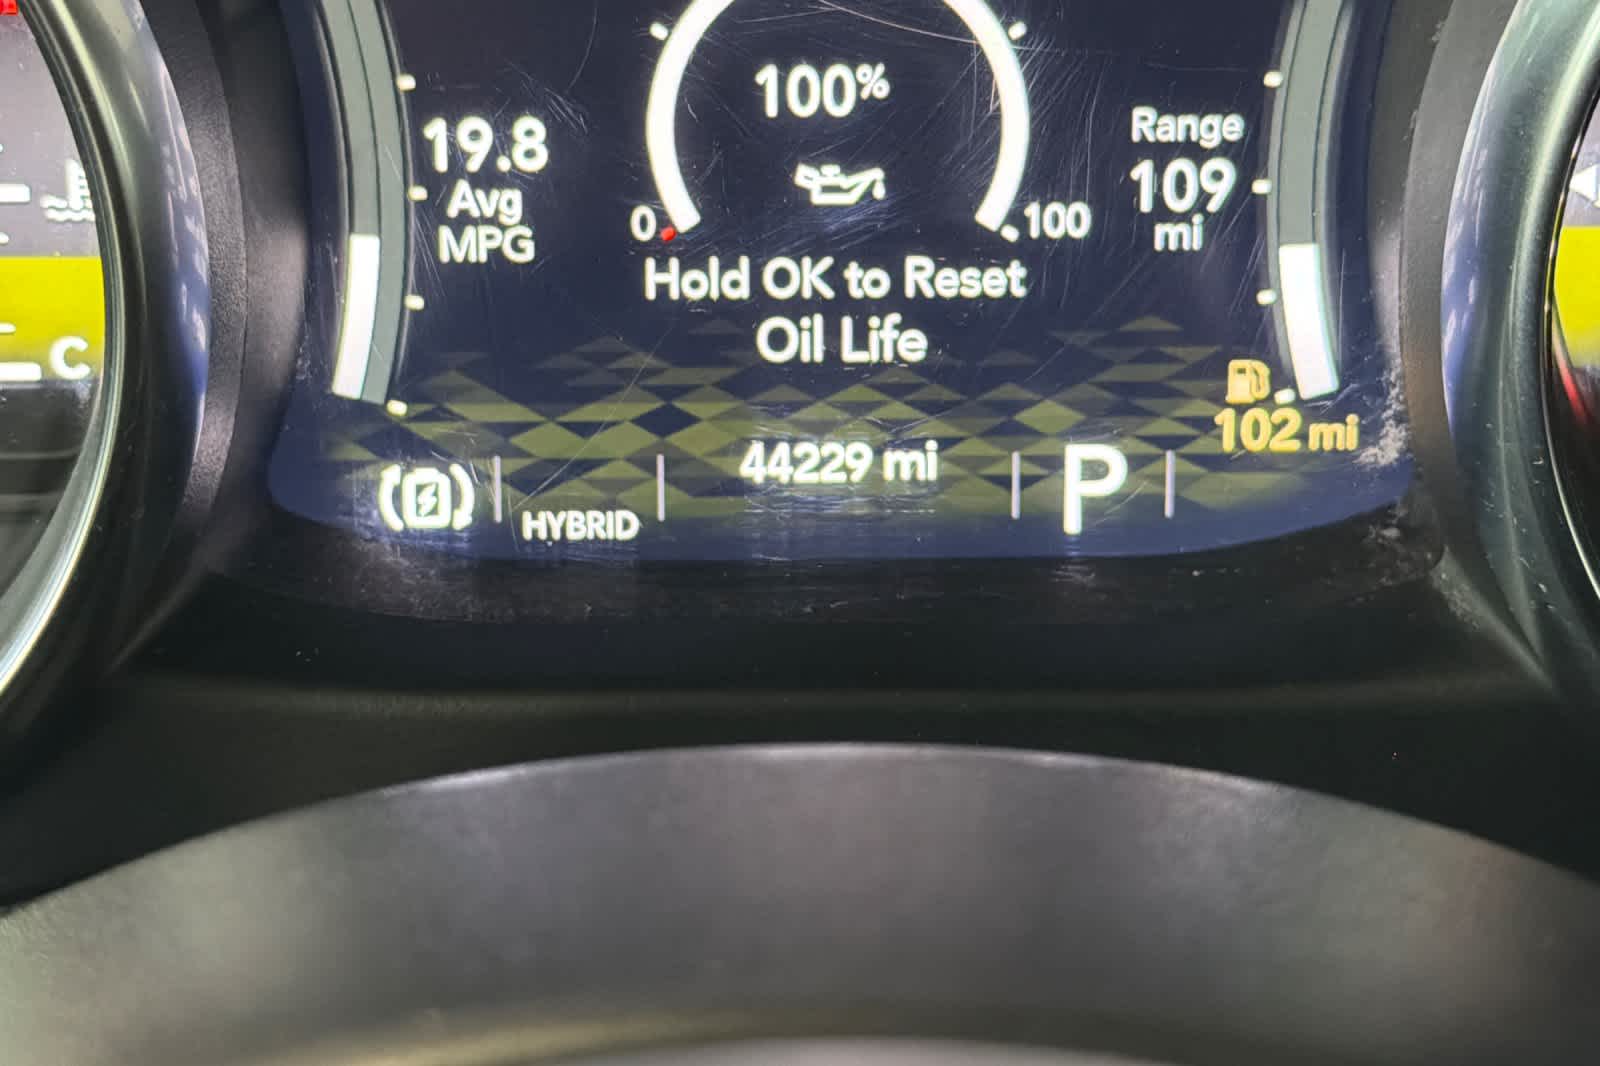 100%
19.8
Avg
MPG
Range
109
mi
0
100
Hold OK to Reset
Oil Life
C
102 mi
44229 mi
P
HYBRID